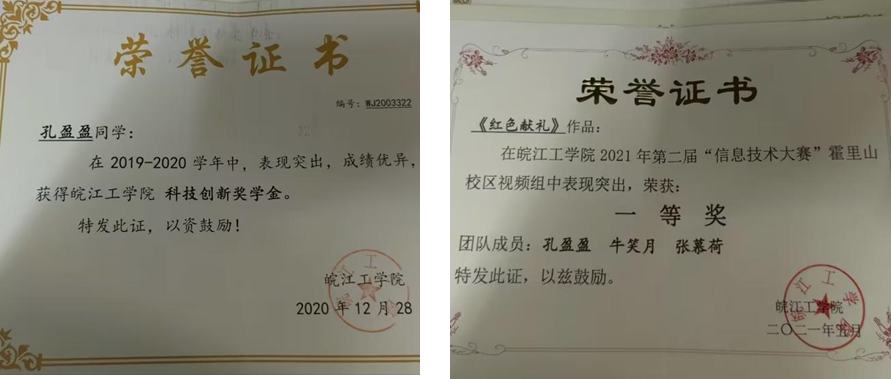 荣誉证书
编号：WJ2003322
孔盈盈同学：
在2019-2020学年中，表现突出，成绩优异，
获得皖江工学院 科技创新奖学金。
特发此证，以资鼓励！
皖江工学院
2020年12月28
荣誉证书
《红色献礼》作品：
在皖江工学院2021年第二届“信息技术大赛”霍里山
校区视频组中表现突出，荣获：
一等奖
团队成员：孔盈盈 牛笑月 张慕荷
特发此证，以兹鼓励。
皖江工学院
二〇二一年五月